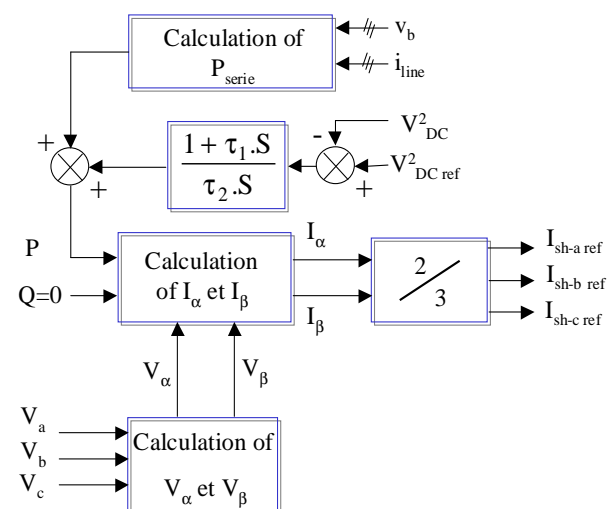 Calculation of
P_serie
v_b
i_line
+
+
1 + τ₁.S
τ₂.S
-
+
V²_DC
V²_DC ref
P
Q=0
Calculation
of I_α et I_β
I_α
I_β
2
3
I_sh-a ref
I_sh-b ref
I_sh-c ref
V_α
V_β
V_a
V_b
V_c
Calculation of
V_α et V_β